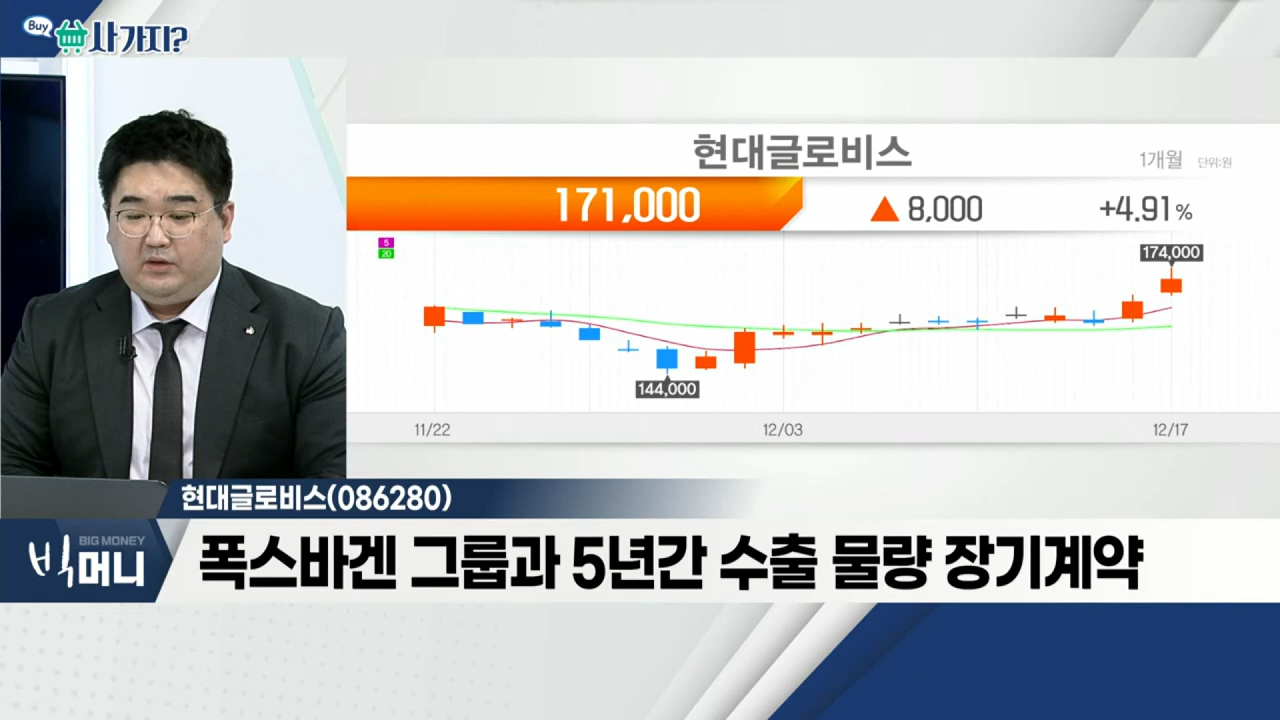 Buy 사가지?
현대글로비스
1개월 단위:원
171,000 ▲ 8,000 +4.91%
5
20
174,000
144,000
11/22 12/03 12/17
현대글로비스(086280)
BIG MONEY
빅머니
폭스바겐 그룹과 5년간 수출 물량 장기계약